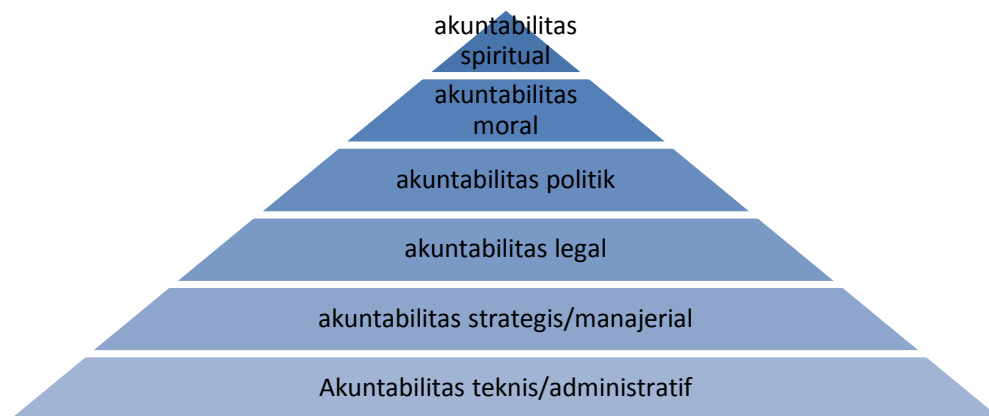 akuntabilitas
spiritual
akuntabilitas
moral
akuntabilitas politik
akuntabilitas legal
akuntabilitas strategis/manajerial
Akuntabilitas teknis/administratif